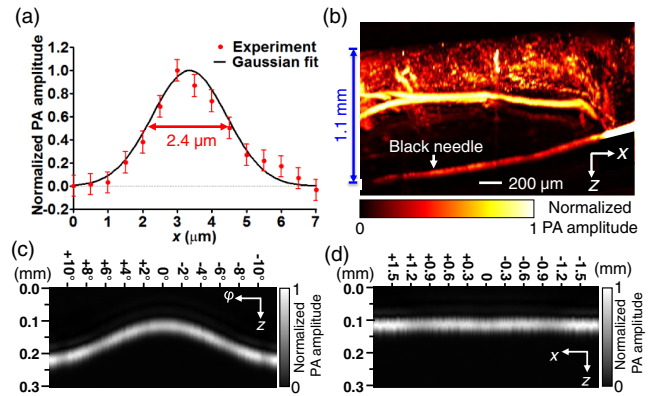 (a)
Normalized PA amplitude
1.2
1.0
0.8
0.6
0.4
0.2
0.0
-0.2
Experiment
Gaussian fit
2.4 μm
0 1 2 3 4 5 6 7
x (μm)
(b)
1.1 mm
Black needle
200 μm
x
z
0 1
Normalized
PA amplitude
(c)
(mm)
+10° +8° +6° +4° +2° 0° -2° -4° -6° -8° -10°
0.0
0.1
0.2
0.3
φ
z
1
0
Normalized
PA amplitude
(d)
(mm)
+1.5 +1.2 +0.9 +0.6 +0.3 0 -0.3 -0.6 -0.9 -1.2 -1.5
(mm)
0.0
0.1
0.2
0.3
x
z
1
0
Normalized
PA amplitude